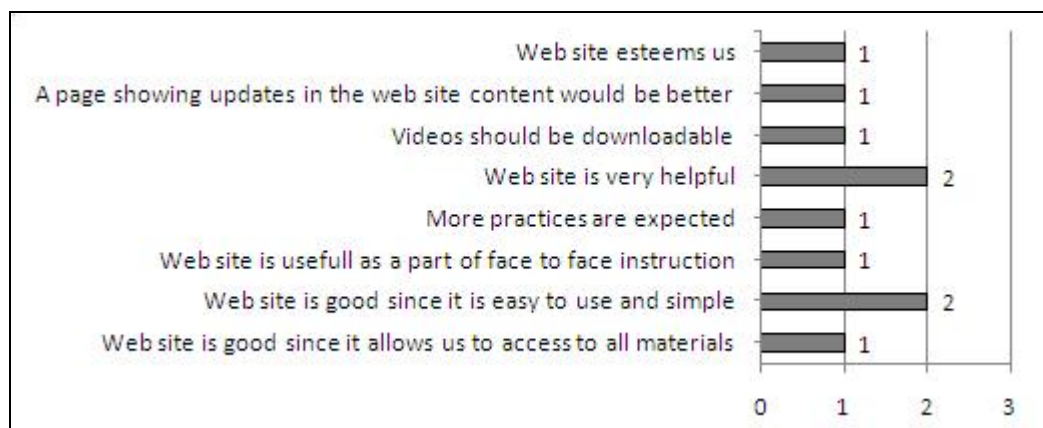 Web site esteems us 1
A page showing updates in the web site content would be better 1
Videos should be downloadable 1
Web site is very helpful 2
More practices are expected 1
Web site is usefull as a part of face to face instruction 1
Web site is good since it is easy to use and simple 2
Web site is good since it allows us to access to all materials 1
0 1 2 3